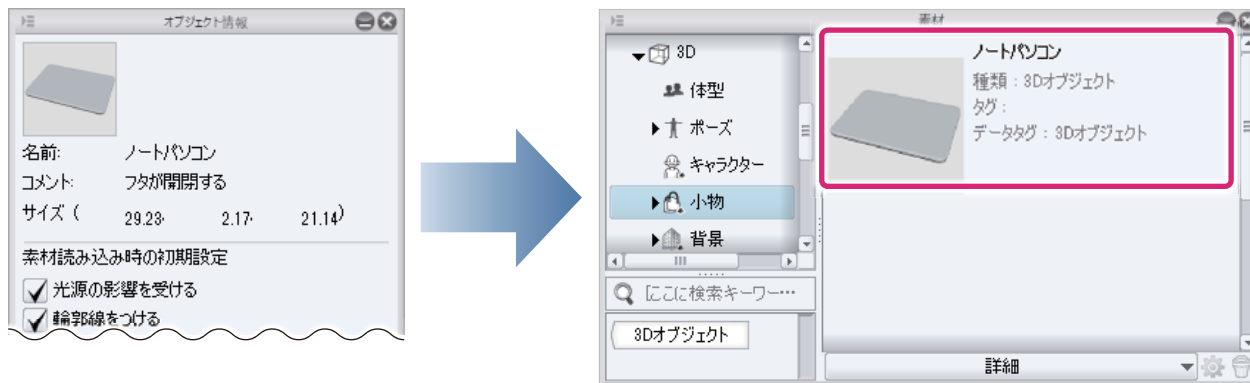 オブジェクト情報
名前: ノートパソコン
コメント: フタが開閉する
サイズ ( 29.23, 2.17, 21.14)
素材読み込み時の初期設定
光源の影響を受ける
輪郭線をつける
素材
3D
体型
ポーズ
キャラクター
小物
背景
[ここに検索キーワー…
3Dオブジェクト
ノートパソコン
種類：3Dオブジェクト
タグ：
データタグ：3Dオブジェクト
詳細